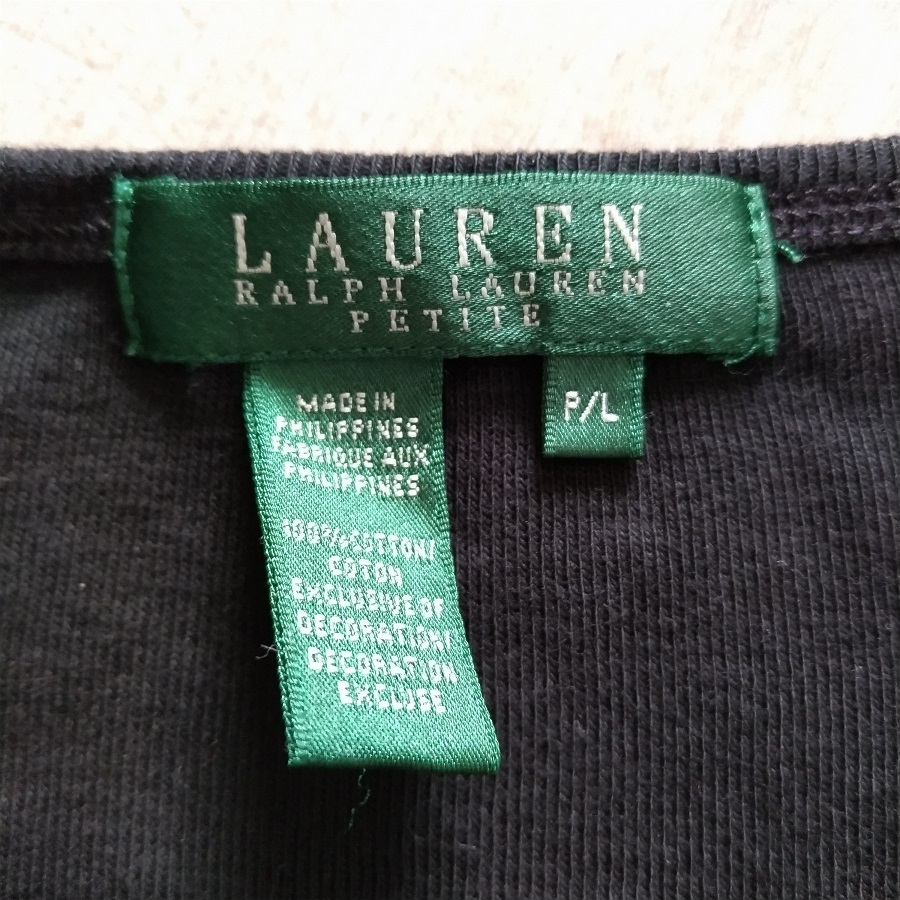 LAUREN
RALPH LAUREN
PETITE
P/L
MADE IN
PHILIPPINES
FABRIQUE AUX
PHILIPPINES
100% COTTON/
COTON
EXCLUSIVE OF
DECORATION/
DECORATION
EXCLUSE